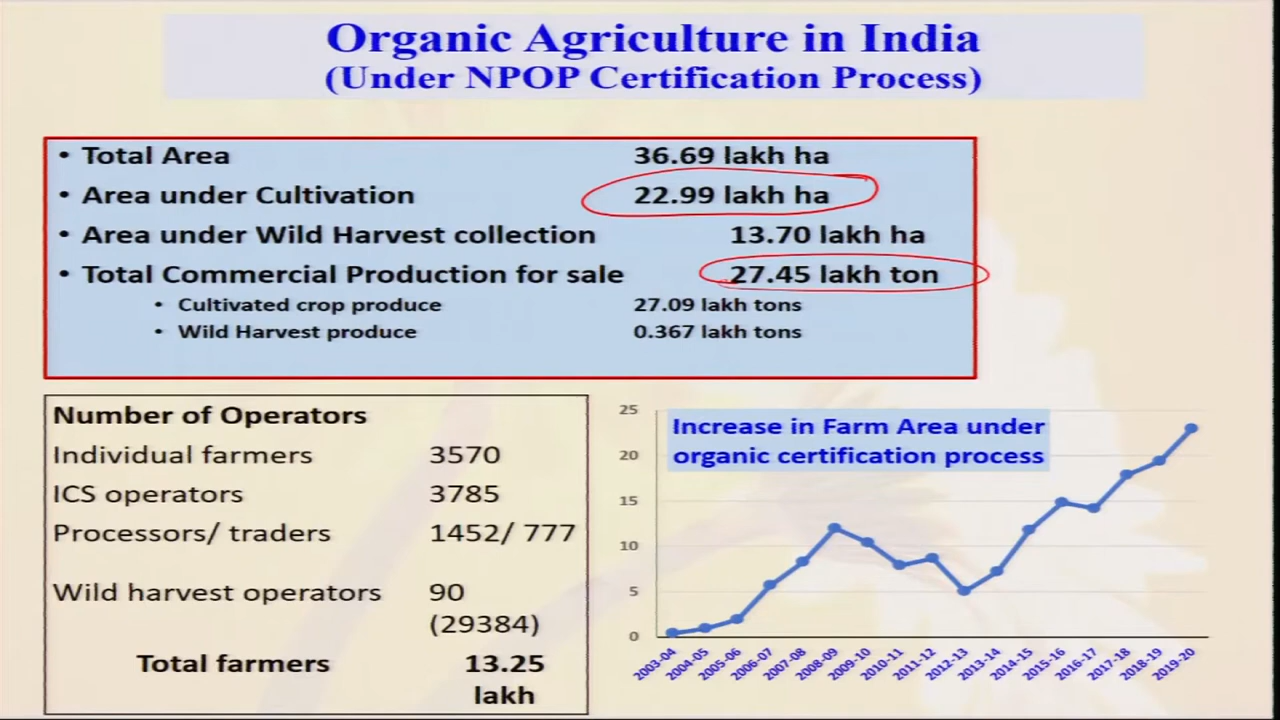 Organic Agriculture in India
(Under NPOP Certification Process)
• Total Area 36.69 lakh ha
• Area under Cultivation 22.99 lakh ha
• Area under Wild Harvest collection 13.70 lakh ha
• Total Commercial Production for sale 27.45 lakh ton
• Cultivated crop produce 27.09 lakh tons
• Wild Harvest produce 0.367 lakh tons
Number of Operators
Individual farmers 3570
ICS operators 3785
Processors/ traders 1452/ 777
Wild harvest operators 90
(29384)
Total farmers 13.25
lakh
Increase in Farm Area under
organic certification process
25
20
15
10
5
0
2003-04 2004-05 2005-06 2006-07 2007-08 2008-09 2009-10 2010-11 2011-12 2012-13 2013-14 2014-15 2015-16 2016-17 2017-18 2018-19 2019-20